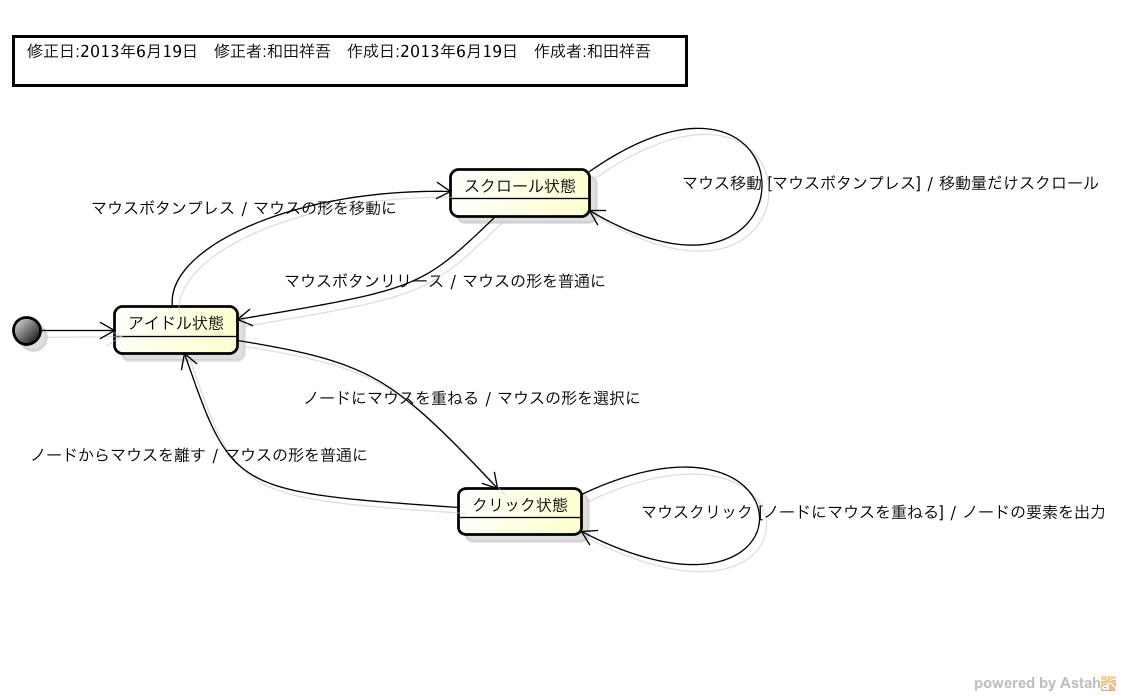 修正日:2013年6月19日　修正者:和田祥吾　作成日:2013年6月19日　作成者:和田祥吾
スクロール状態
マウス移動 [マウスボタンプレス] / 移動量だけスクロール
マウスボタンプレス / マウスの形を移動に
マウスボタンリリース / マウスの形を普通に
アイドル状態
ノードにマウスを重ねる / マウスの形を選択に
ノードからマウスを離す / マウスの形を普通に
クリック状態
マウスクリック [ノードにマウスを重ねる] / ノードの要素を出力
powered by Astah